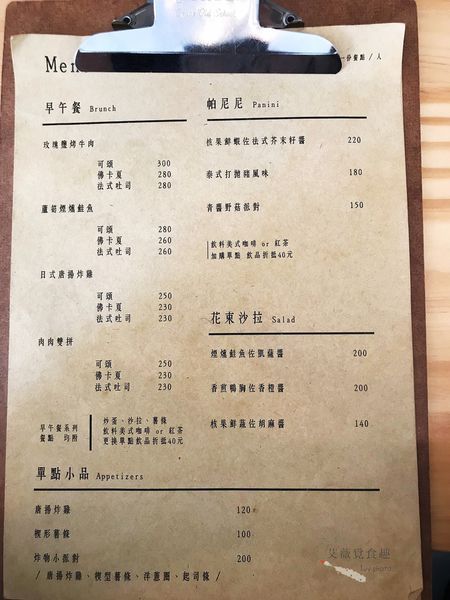 Men
一份餐點 / 人
早午餐 Brunch
玫瑰鹽烤牛肉
可頌 300
佛卡夏 280
法式吐司 280
蘆筍煙燻鮭魚
可頌 280
佛卡夏 260
法式吐司 260
日式唐揚炸雞
可頌 250
佛卡夏 230
法式吐司 230
肉肉雙拼
可頌 250
佛卡夏 230
法式吐司 230
早午餐系列
餐點 均附
炒蛋、沙拉、薯條
飲料美式咖啡 or 紅茶
更換單點飲品折抵40元
帕尼尼 Panini
核果鮮蝦佐法式芥末籽醬 220
泰式打拋豬風味 180
青醬野菇派對 150
飲料美式咖啡 or 紅茶
加購單點 飲品折抵40元
花東沙拉 Salad
煙燻鮭魚佐凱薩醬 200
香煎鴨胸佐香橙醬 200
核果鮮蔬佐胡麻醬 140
單點小品 Appetizers
唐揚炸雞 120
楔形薯條 100
炸物小派對 200
/ 唐揚炸雞、楔型薯條、洋蔥圈、起司條 /
艾薇覓食趣
Ivy photo